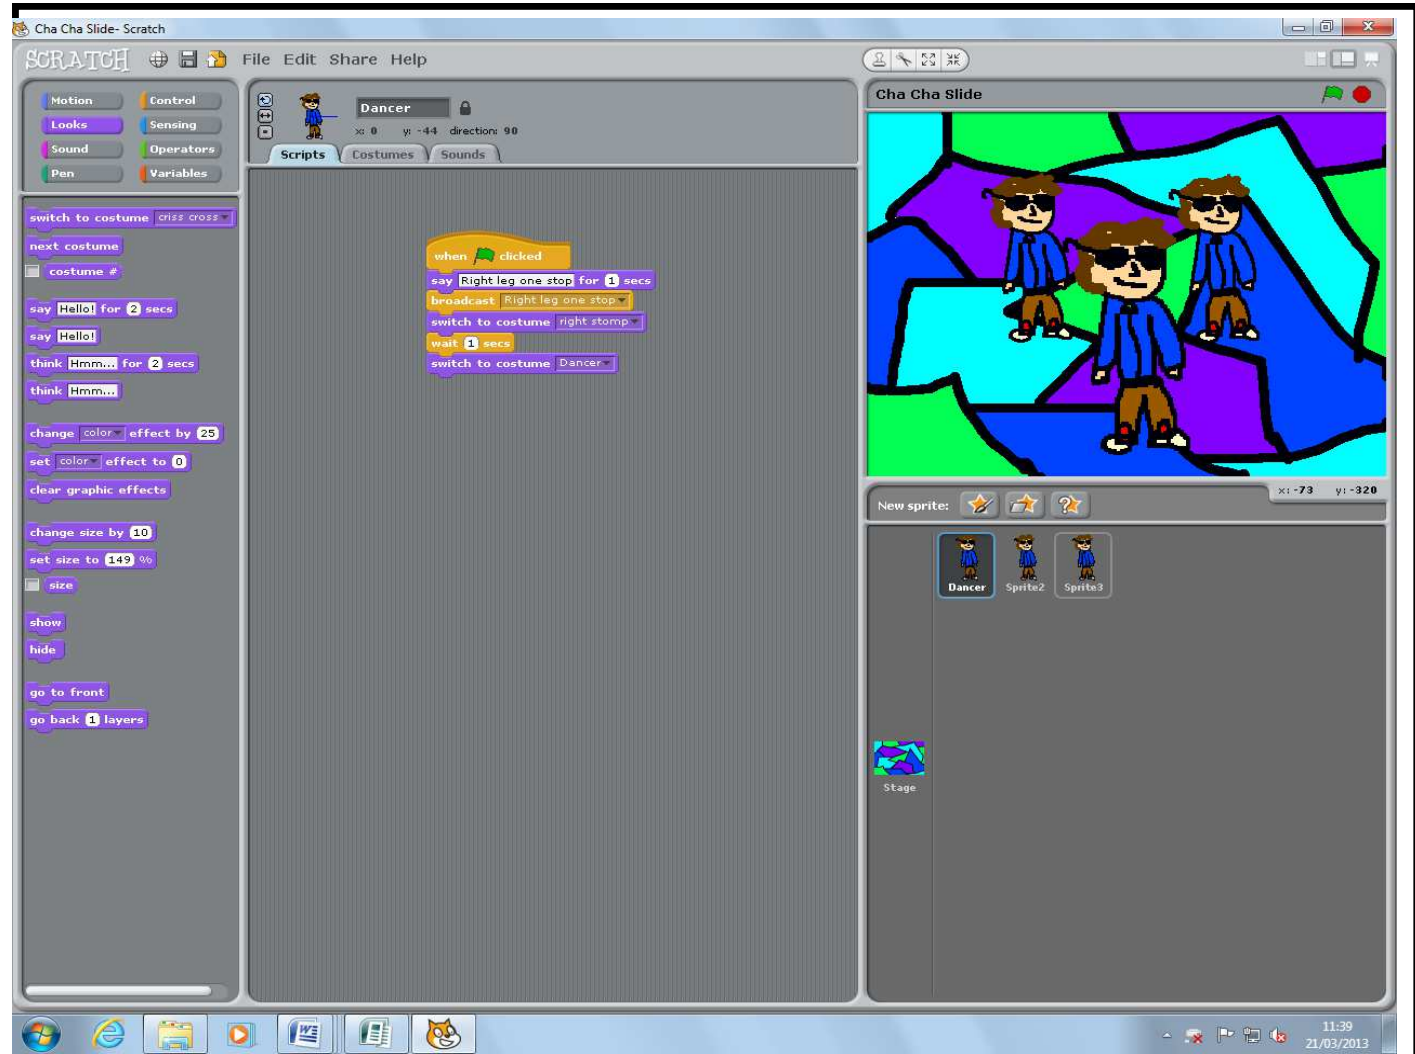 Cha Cha Slide- Scratch
SCRATCH File Edit Share Help
Motion Control
Looks Sensing
Sound Operators
Pen Variables
switch to costume criss cross
next costume
costume #
say Hello! for 2 secs
say Hello!
think Hmm... for 2 secs
think Hmm...
change color effect by 25
set color effect to 0
clear graphic effects
change size by 10
set size to 149 %
size
show
hide
go to front
go back 1 layers
Dancer
x: 0 y: -44 direction: 90
Scripts Costumes Sounds
when clicked
say Right leg one stop for 1 secs
broadcast Right leg one stop
switch to costume right stomp
wait 1 secs
switch to costume Dancer
Cha Cha Slide
x: -73 y: -320
New sprite:
Dancer Sprite2 Sprite3
Stage
11:39
21/03/2013